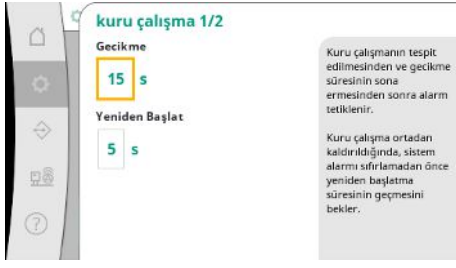 kuru çalışma 1/2
Gecikme
15 s
Yeniden Başlat
5 s
Kuru çalışmanın tespit
edilmesinden ve gecikme
süresinin sona
ermesinden sonra alarm
tetiklenir.
Kuru çalışma ortadan
kaldırıldığında, sistem
alarmı sıfırlamadan önce
yeniden başlatma
süresinin geçmesini
bekler.